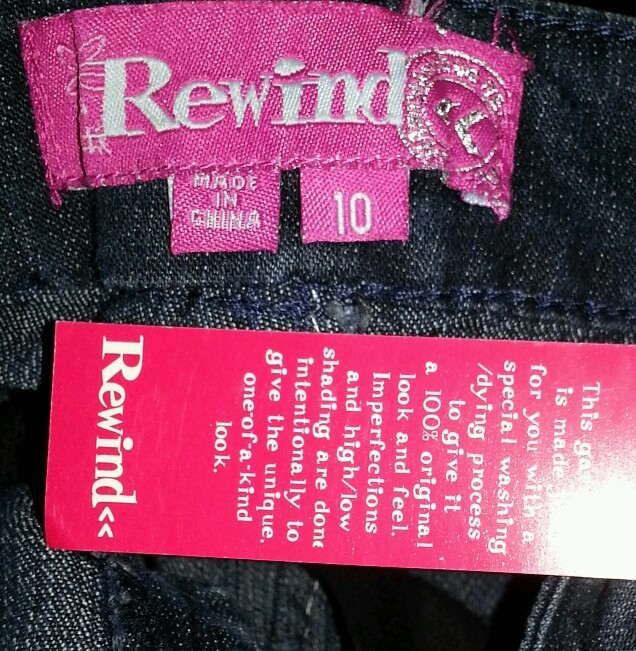 Rewind
MADE
IN
CHINA
10
Rewind<<
This
is made
for you with a
special washing
/dying process
to give it
a 100% original
look and feel.
Imperfections
and high/low
shading are done
intentionally to
give the unique,
one-of-a-kind
look.